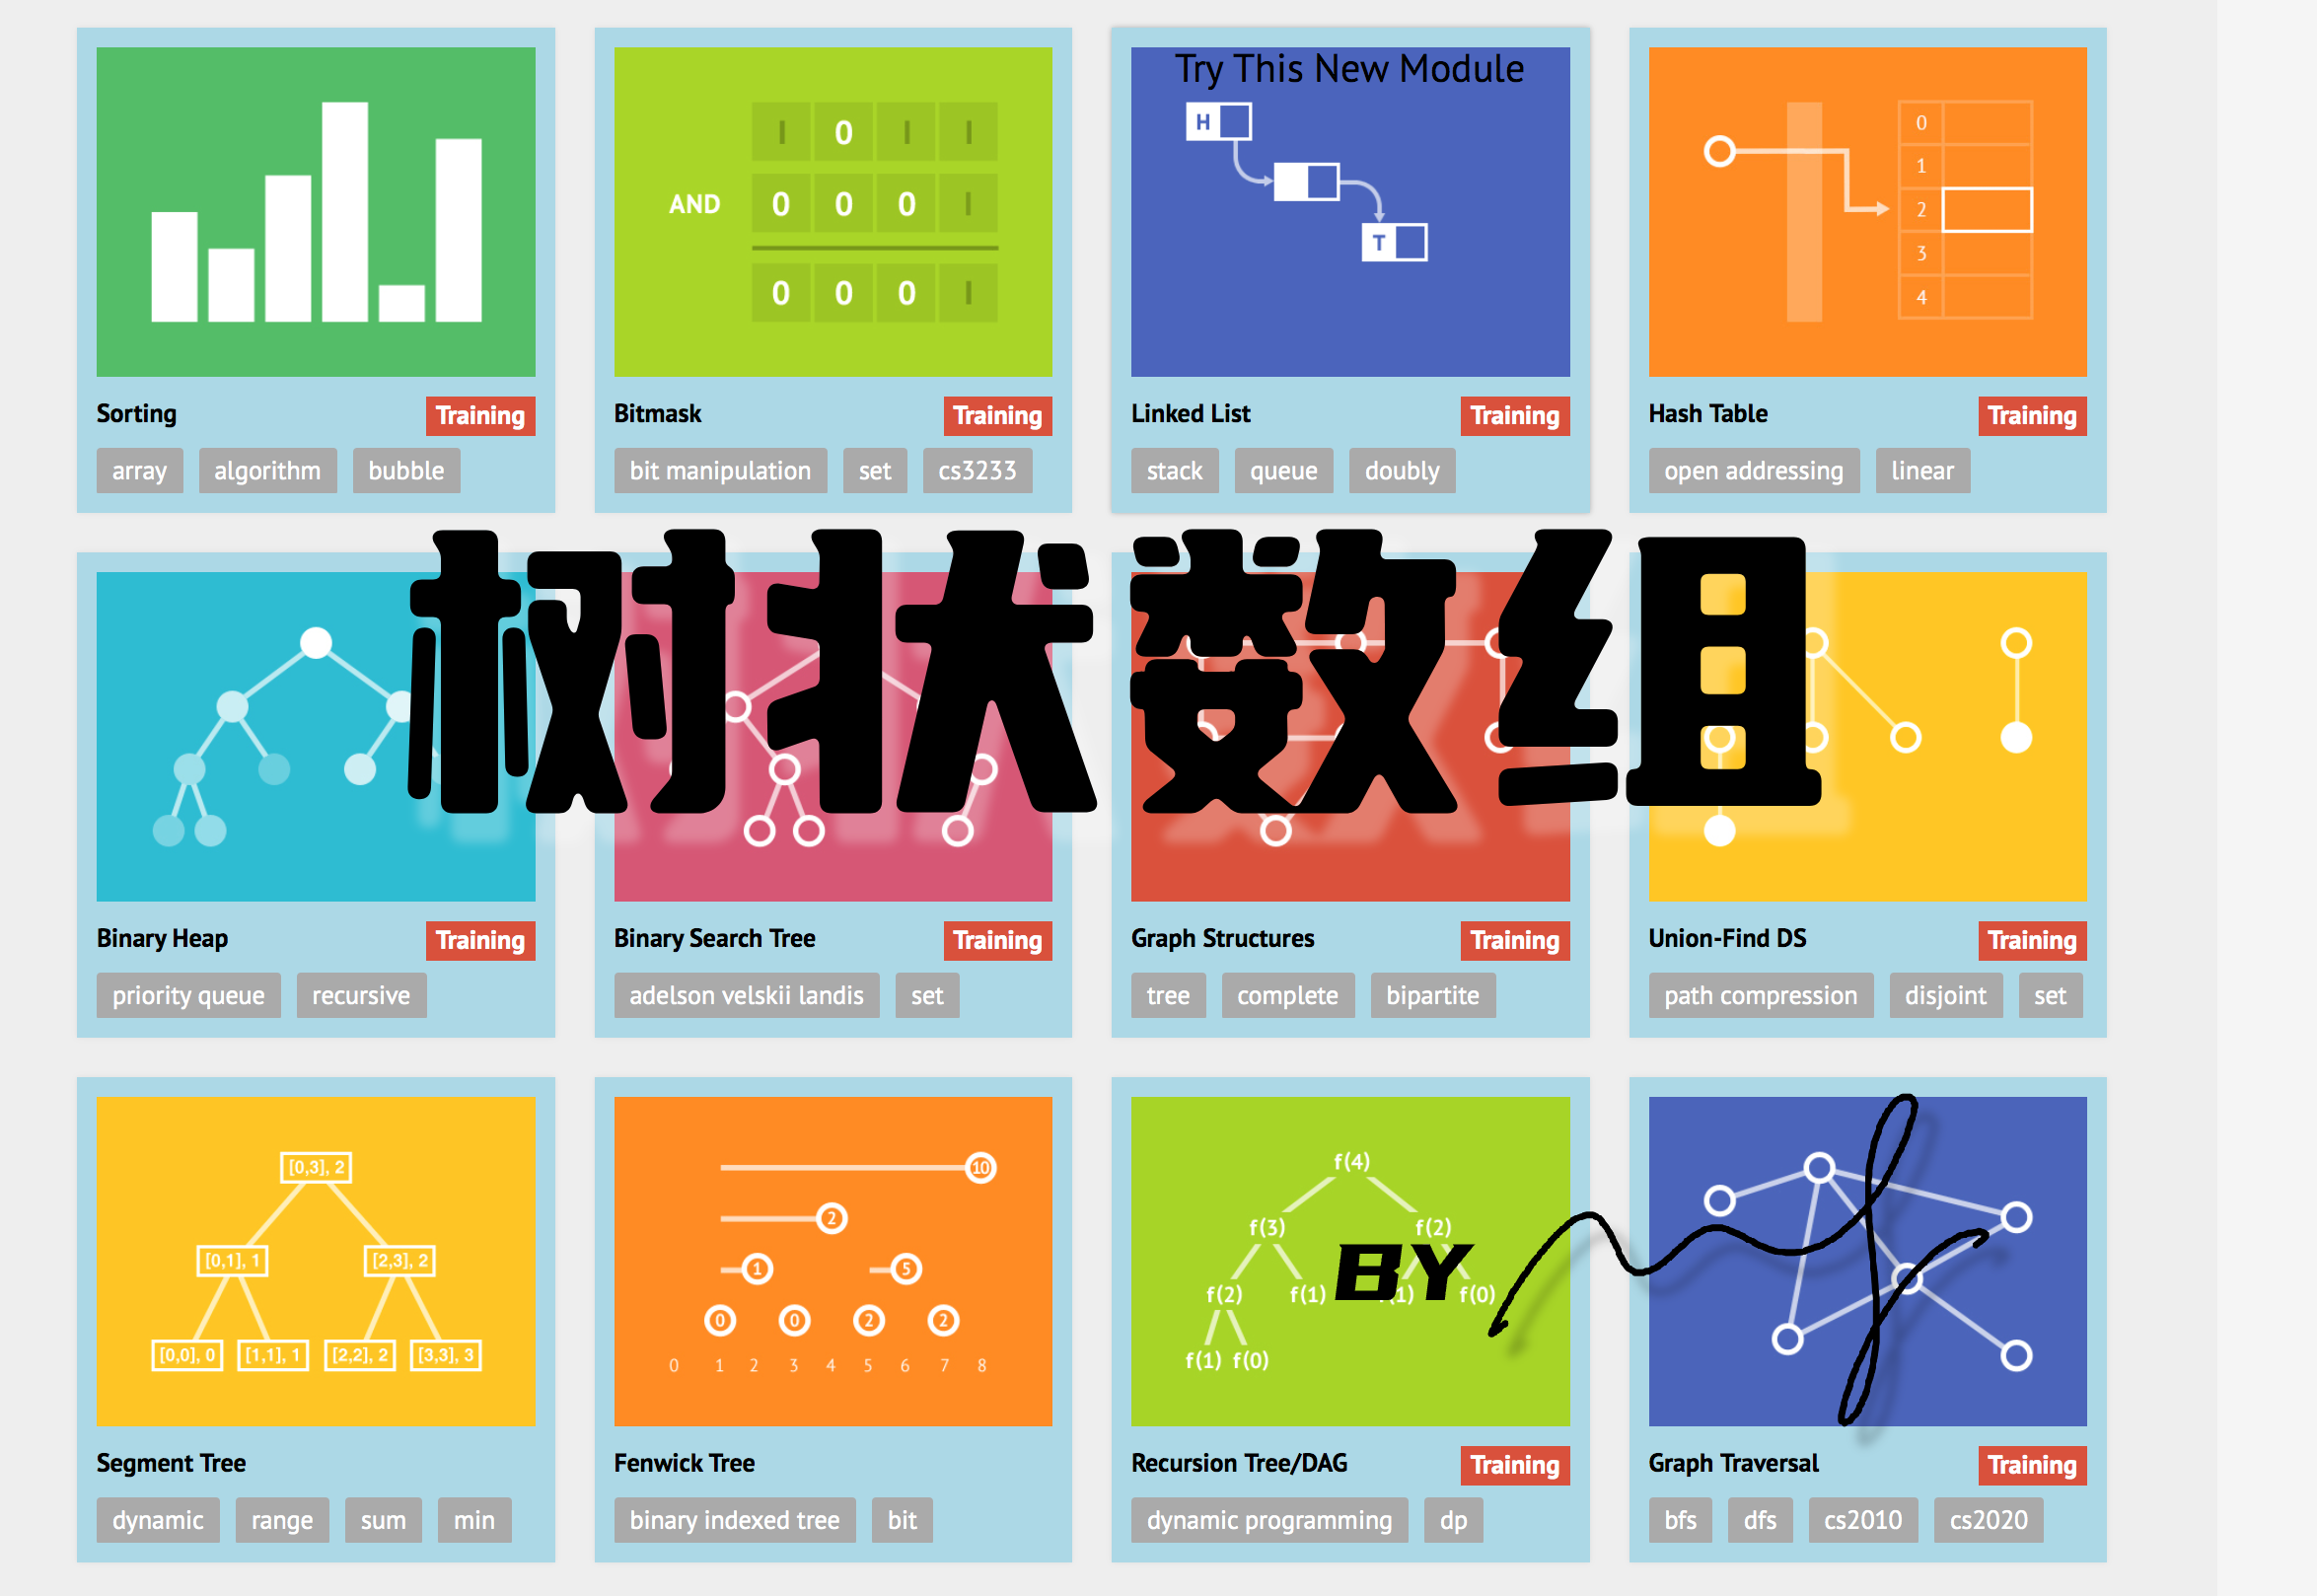 Try This New Module
H
T
I 0 I I
AND 0 0 0 I
0 0 0 I
0
1
2
3
4
Sorting Training
array algorithm bubble
Bitmask Training
bit manipulation set cs3233
Linked List Training
stack queue doubly
Hash Table Training
open addressing linear
树状数组
Binary Heap Training
priority queue recursive
Binary Search Tree Training
adelson velskii landis set
Graph Structures Training
tree complete bipartite
Union-Find DS Training
path compression disjoint set
[0,3], 2
[0,1], 1 [2,3], 2
[0,0], 0 [1,1], 1 [2,2], 2 [3,3], 3
10
2
1 5
0 0 2 2
0 1 2 3 4 5 6 7 8
f(4)
f(3) f(2)
f(2) f(1) f(0)
f(1) f(0)
BY
Segment Tree
dynamic range sum min
Fenwick Tree
binary indexed tree bit
Recursion Tree/DAG Training
dynamic programming dp
Graph Traversal Training
bfs dfs cs2010 cs2020